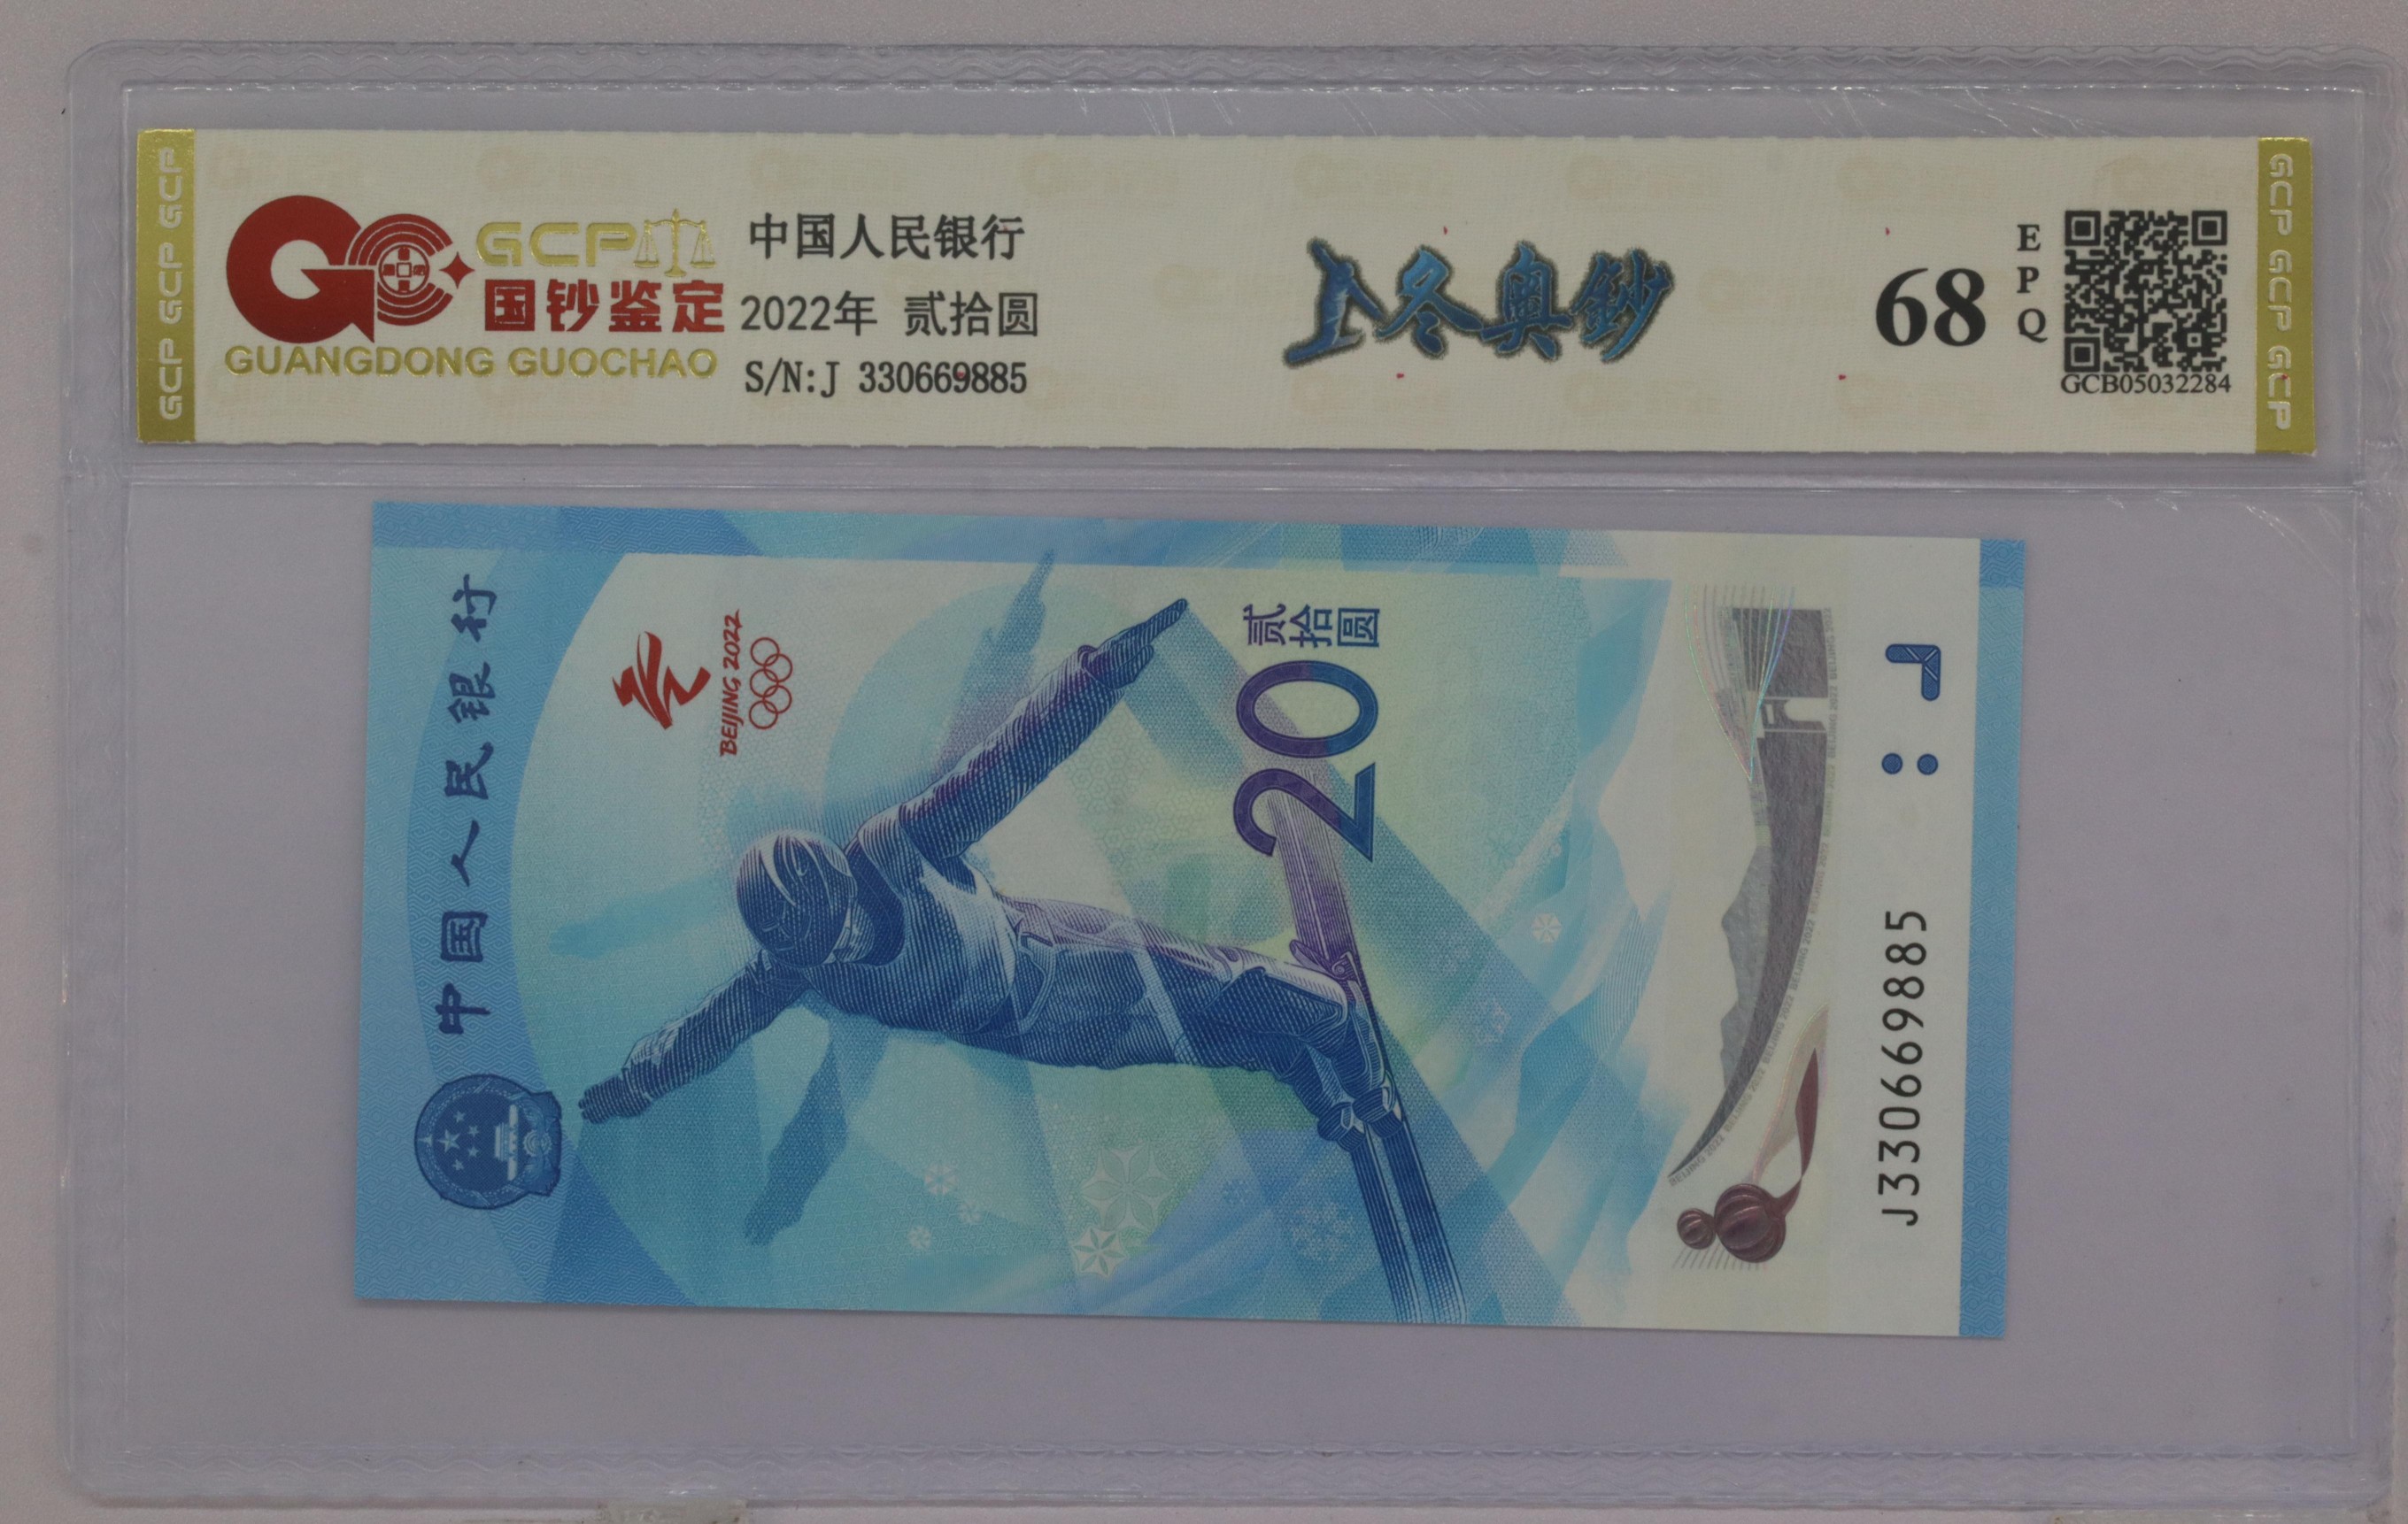 GCP GCP GCP
GCP
国钞鉴定
GUANGDONG GUOCHAO
中国人民银行
2022年 贰拾圆
S/N:J 330669885
冬奥鈔
68
EPQ
GCB05032284
GCP GCP GCP
中国人民银行
BEIJING 2022
贰拾圆
20
J330669885